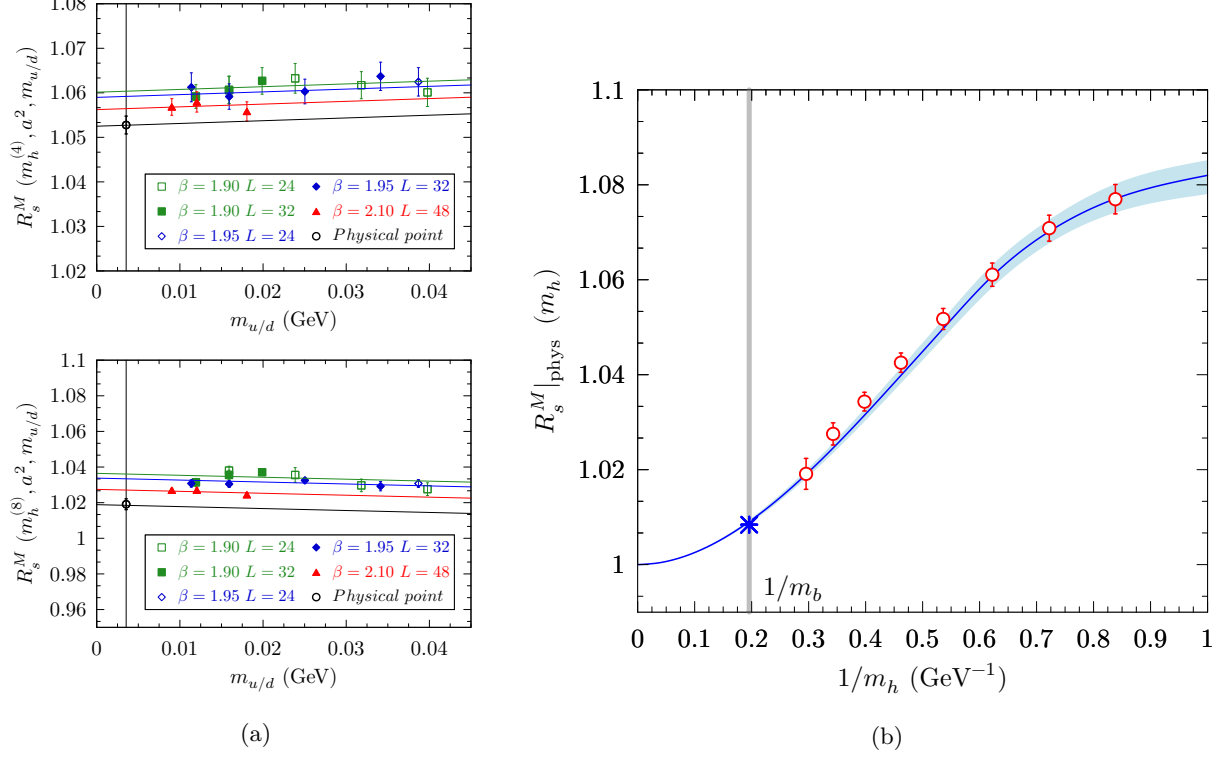 1.08
1.07
1.06
1.05
1.04
1.03
1.02
R_s^M (m_h^{(4)}, a^2, m_{u/d})
β = 1.90 L = 24
β = 1.95 L = 32
β = 1.90 L = 32
β = 2.10 L = 48
β = 1.95 L = 24
Physical point
0 0.01 0.02 0.03 0.04
m_{u/d} (GeV)
1.1
1.08
1.06
1.04
1.02
1
0.98
0.96
R_s^M (m_h^{(8)}, a^2, m_{u/d})
β = 1.90 L = 24
β = 1.95 L = 32
β = 1.90 L = 32
β = 2.10 L = 48
β = 1.95 L = 24
Physical point
0 0.01 0.02 0.03 0.04
m_{u/d} (GeV)
(a)
1.1
1.08
1.06
1.04
1.02
1
R_s^M|_{phys} (m_h)
1/m_b
0 0.1 0.2 0.3 0.4 0.5 0.6 0.7 0.8 0.9 1
1/m_h (GeV^{−1})
(b)